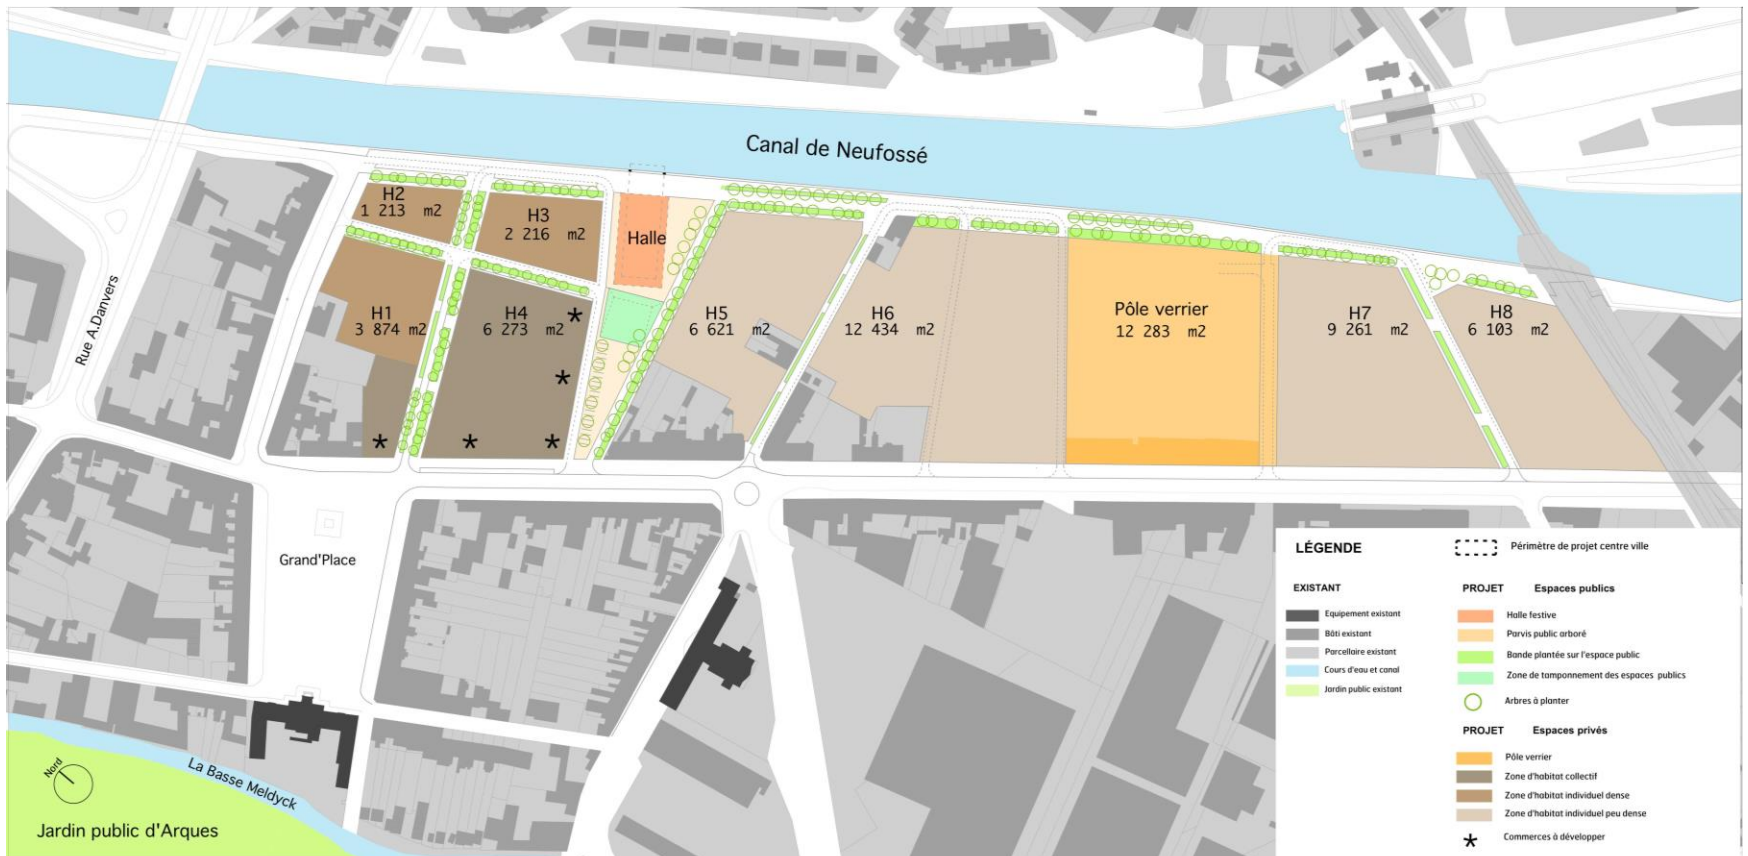 Canal de Neufossé
H2
1 213 m2
H3
2 216 m2
Halle
H1
3 874 m2
H4
6 273 m2
*
*
*
*
*
H5
6 621 m2
H6
12 434 m2
Pôle verrier
12 283 m2
H7
9 261 m2
H8
6 103 m2
Rue A.Danvers
Grand'Place
La Basse Meldyck
Nord
Jardin public d'Arques
LÉGENDE
Périmètre de projet centre ville
EXISTANT
Equipement existant
Bâti existant
Parcellaire existant
Cours d'eau et canal
Jardin public existant
PROJET Espaces publics
Halle festive
Parvis public arboré
Bande plantée sur l'espace public
Zone de tamponnement des espaces publics
Arbres à planter
PROJET Espaces privés
Pôle verrier
Zone d'habitat collectif
Zone d'habitat individuel dense
Zone d'habitat individuel peu dense
* Commerces à développer